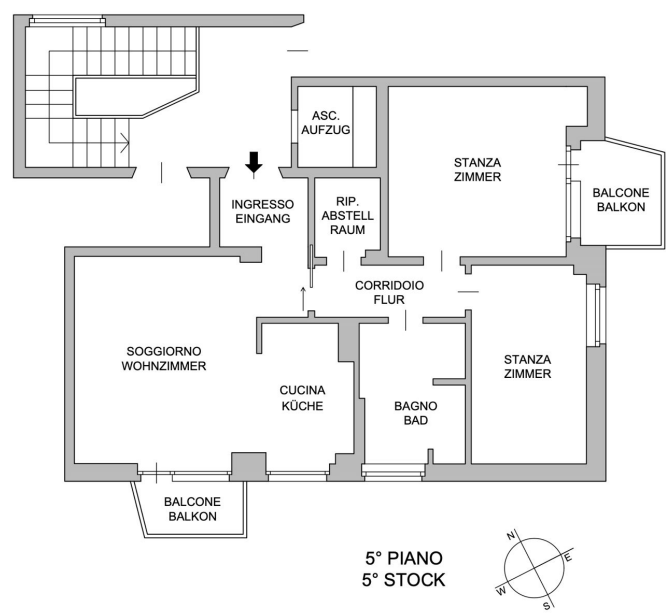 ASC.
AUFZUG
STANZA
ZIMMER
BALCONE
BALKON
INGRESSO
EINGANG
RIP.
ABSTELL
RAUM
CORRIDOIO
FLUR
SOGGIORNO
WOHNZIMMER
STANZA
ZIMMER
CUCINA
KÜCHE
BAGNO
BAD
BALCONE
BALKON
5° PIANO
5° STOCK
N
E
W
S